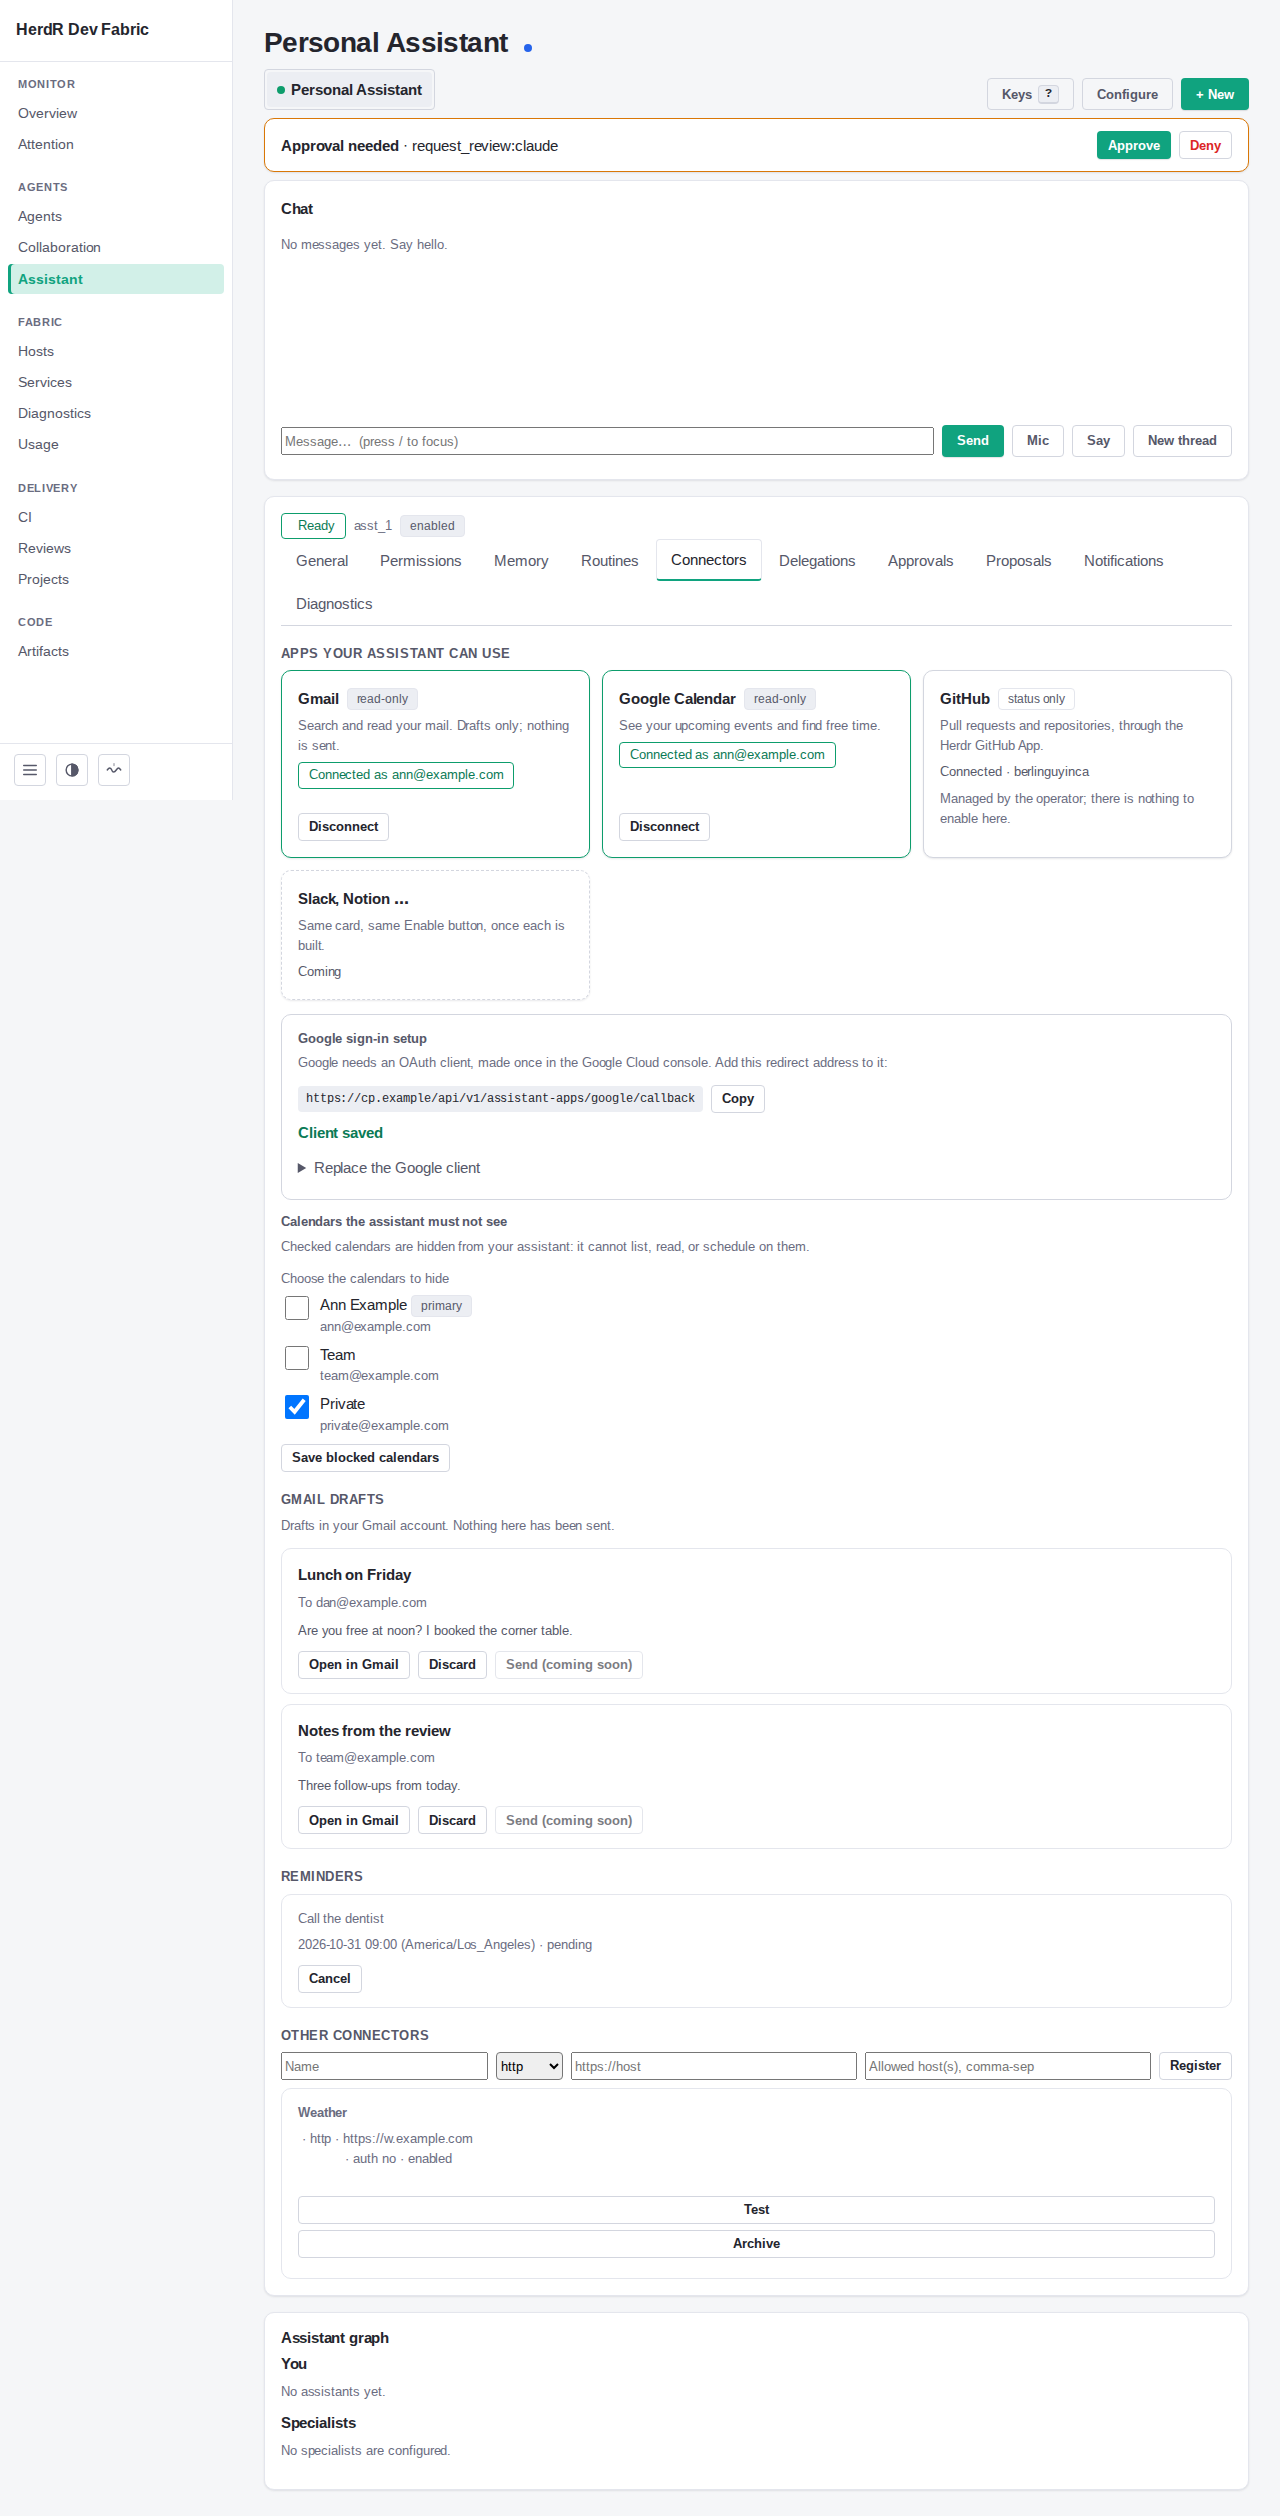 HerdR Dev Fabric
MONITOR
Overview
Attention
AGENTS
Agents
Collaboration
Assistant
FABRIC
Hosts
Services
Diagnostics
Usage
DELIVERY
CI
Reviews
Projects
CODE
Artifacts
Personal Assistant
Personal Assistant
Keys ?
Configure
+ New
Approval needed · request_review:claude
Approve
Deny
Chat
No messages yet. Say hello.
Message… (press / to focus)
Send
Mic
Say
New thread
Ready asst_1 enabled
General
Permissions
Memory
Routines
Connectors
Delegations
Approvals
Proposals
Notifications
Diagnostics
APPS YOUR ASSISTANT CAN USE
Gmail read-only
Search and read your mail. Drafts only; nothing
is sent.
Connected as ann@example.com
Disconnect
Google Calendar read-only
See your upcoming events and find free time.
Connected as ann@example.com
Disconnect
GitHub status only
Pull requests and repositories, through the
Herdr GitHub App.
Connected · berlinguyinca
Managed by the operator; there is nothing to
enable here.
Slack, Notion …
Same card, same Enable button, once each is
built.
Coming
Google sign-in setup
Google needs an OAuth client, made once in the Google Cloud console. Add this redirect address to it:
https://cp.example/api/v1/assistant-apps/google/callback
Copy
Client saved
Replace the Google client
Calendars the assistant must not see
Checked calendars are hidden from your assistant: it cannot list, read, or schedule on them.
Choose the calendars to hide
Ann Example primary
ann@example.com
Team
team@example.com
Private
private@example.com
Save blocked calendars
GMAIL DRAFTS
Drafts in your Gmail account. Nothing here has been sent.
Lunch on Friday
To dan@example.com
Are you free at noon? I booked the corner table.
Open in Gmail
Discard
Send (coming soon)
Notes from the review
To team@example.com
Three follow-ups from today.
Open in Gmail
Discard
Send (coming soon)
REMINDERS
Call the dentist
2026-10-31 09:00 (America/Los_Angeles) · pending
Cancel
OTHER CONNECTORS
Name
http
https://host
Allowed host(s), comma-sep
Register
Weather
· http · https://w.example.com
· auth no · enabled
Test
Archive
Assistant graph
You
No assistants yet.
Specialists
No specialists are configured.